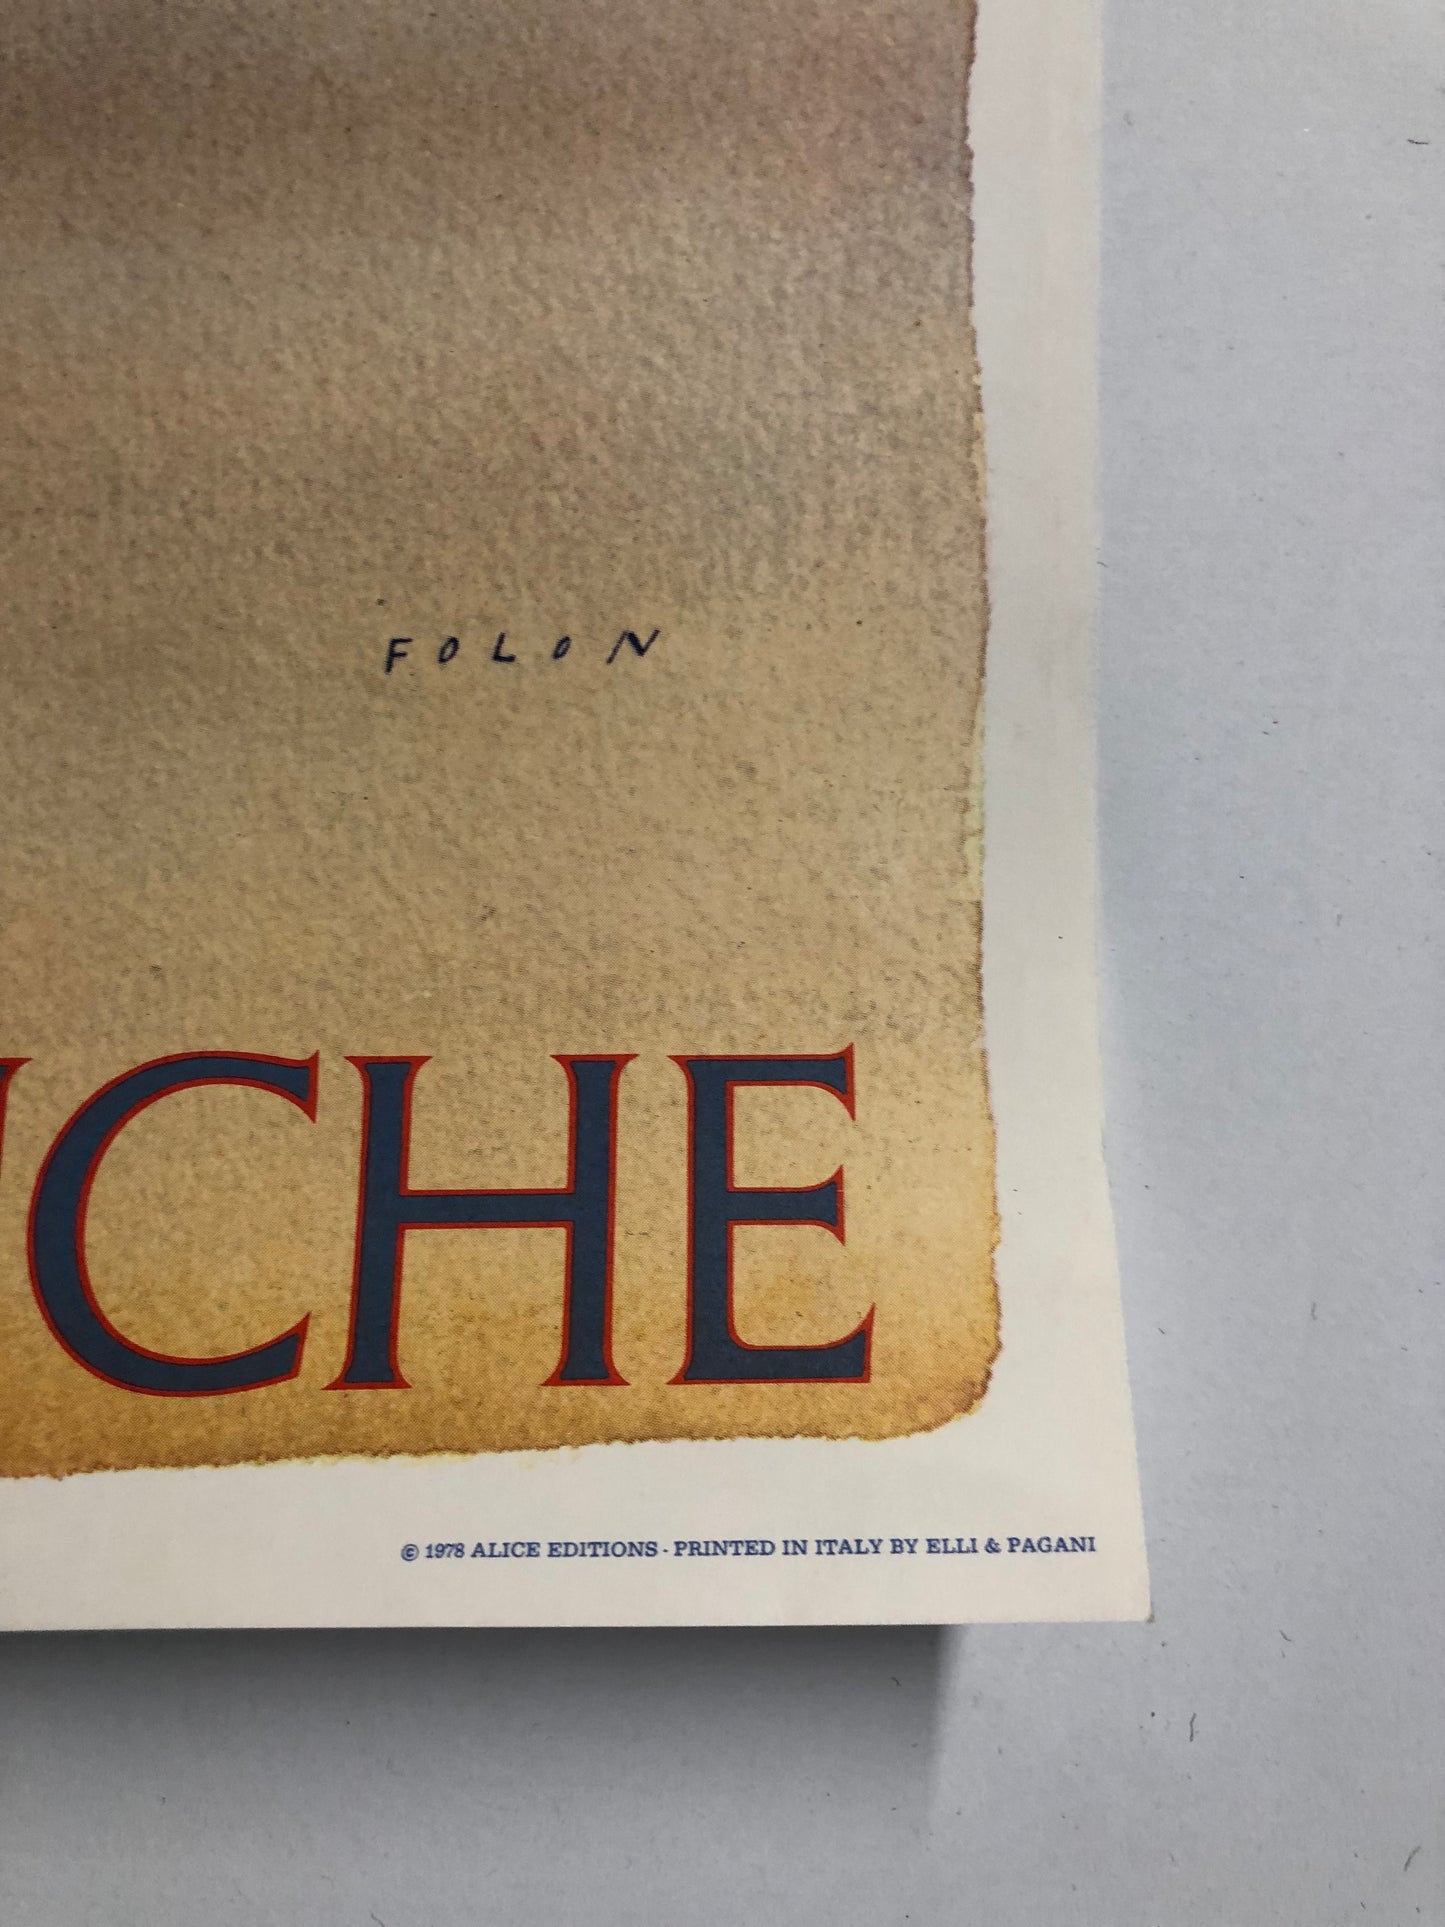 FOLON
CHE
© 1978 ALICE EDITIONS · PRINTED IN ITALY BY ELLI & PAGANI